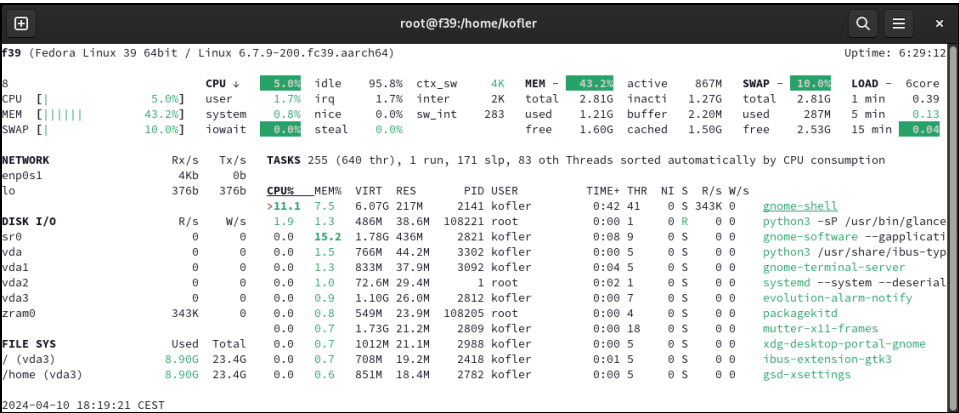 root@f39:/home/kofler
f39 (Fedora Linux 39 64bit / Linux 6.7.9-200.fc39.aarch64) Uptime: 6:29:12
8 CPU ↓ 5.0% idle 95.8% ctx_sw 4K MEM - 43.2% active 867M SWAP - 10.0% LOAD - 6core
CPU [| 5.0%] user 1.7% irq 1.7% inter 2K total 2.81G inacti 1.27G total 2.81G 1 min 0.39
MEM [|||||| 43.2%] system 0.8% nice 0.0% sw_int 283 used 1.21G buffer 2.20M used 287M 5 min 0.13
SWAP [| 10.0%] iowait 0.0% steal 0.0% free 1.60G cached 1.50G free 2.53G 15 min 0.04
NETWORK Rx/s Tx/s TASKS 255 (640 thr), 1 run, 171 slp, 83 oth Threads sorted automatically by CPU consumption
enp0s1 4Kb 0b
lo 376b 376b CPU% MEM% VIRT RES PID USER TIME+ THR NI S R/s W/s
>11.1 7.5 6.07G 217M 2141 kofler 0:42 41 0 S 343K 0 gnome-shell
DISK I/O R/s W/s 1.9 1.3 486M 38.6M 108221 root 0:00 1 0 R 0 0 python3 -sP /usr/bin/glance
sr0 0 0 0.0 15.2 1.78G 436M 2821 kofler 0:08 9 0 S 0 0 gnome-software --gapplicati
vda 0 0 0.0 1.5 766M 44.2M 3302 kofler 0:00 5 0 S 0 0 python3 /usr/share/ibus-typ
vda1 0 0 0.0 1.3 833M 37.9M 3092 kofler 0:04 5 0 S 0 0 gnome-terminal-server
vda2 0 0 0.0 1.0 72.6M 29.4M 1 root 0:02 1 0 S 0 0 systemd --system --deserial
vda3 0 0 0.0 0.9 1.10G 26.0M 2812 kofler 0:00 7 0 S 0 0 evolution-alarm-notify
zram0 343K 0 0.0 0.8 549M 23.9M 108205 root 0:00 4 0 S 0 0 packagekitd
0.0 0.7 1.73G 21.2M 2809 kofler 0:00 18 0 S 0 0 mutter-x11-frames
FILE SYS Used Total 0.0 0.7 1012M 21.1M 2988 kofler 0:00 5 0 S 0 0 xdg-desktop-portal-gnome
/ (vda3) 8.90G 23.4G 0.0 0.7 708M 19.2M 2418 kofler 0:01 5 0 S 0 0 ibus-extension-gtk3
/home (vda3) 8.90G 23.4G 0.0 0.6 851M 18.4M 2782 kofler 0:00 5 0 S 0 0 gsd-xsettings
2024-04-10 18:19:21 CEST